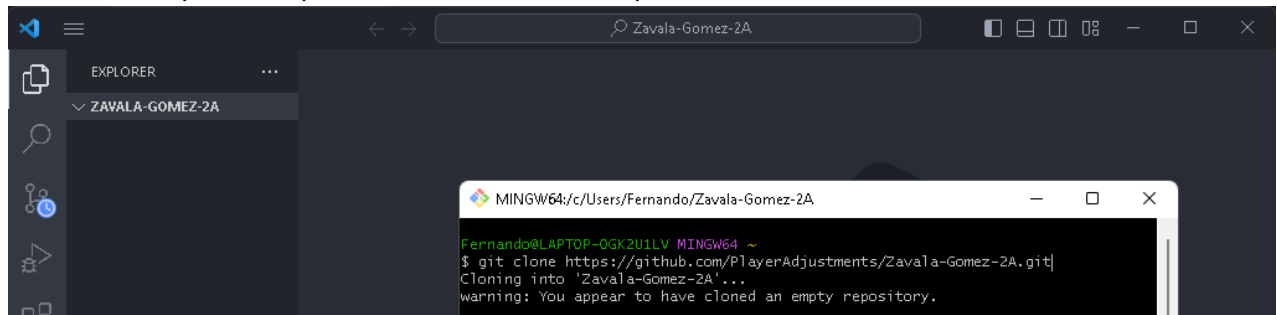 Zavala-Gomez-2A
EXPLORER
ZAVALA-GOMEZ-2A
MINGW64:/c/Users/Fernando/Zavala-Gomez-2A
Fernando@LAPTOP-OGK2U1LV MINGW64 ~
$ git clone https://github.com/PlayerAdjustments/Zavala-Gomez-2A.git
Cloning into 'Zavala-Gomez-2A'...
warning: You appear to have cloned an empty repository.